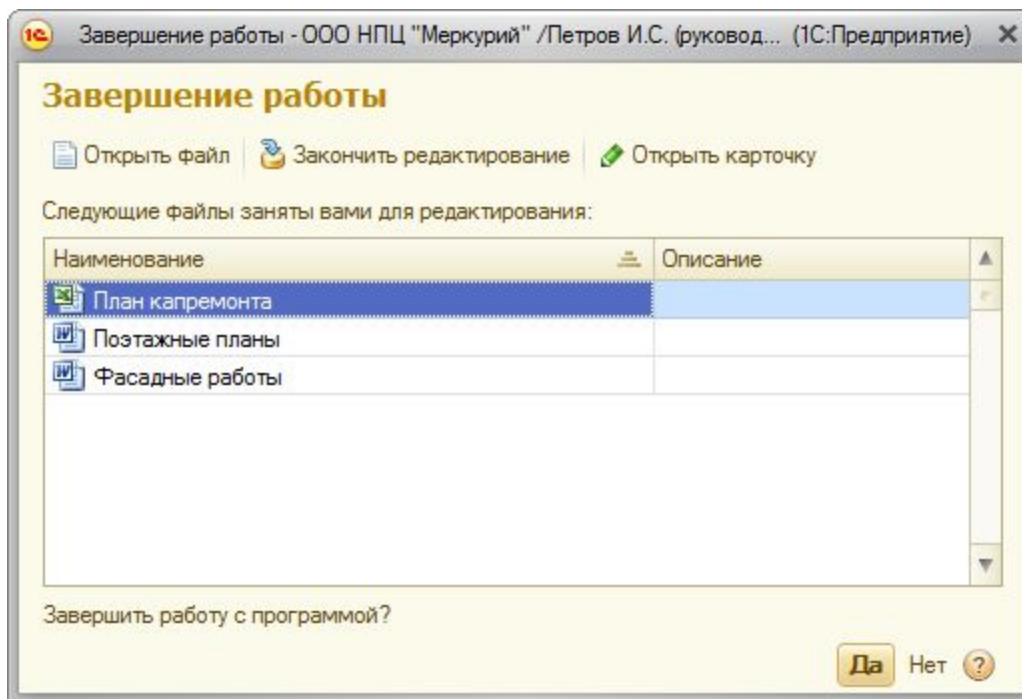 1С Завершение работы - ООО НПЦ "Меркурий" /Петров И.С. (руковод... (1С:Предприятие)
Завершение работы
Открыть файл Закончить редактирование Открыть карточку
Следующие файлы заняты вами для редактирования:
Наименование Описание
План капремонта
Поэтажные планы
Фасадные работы
Завершить работу с программой?
Да Нет ?